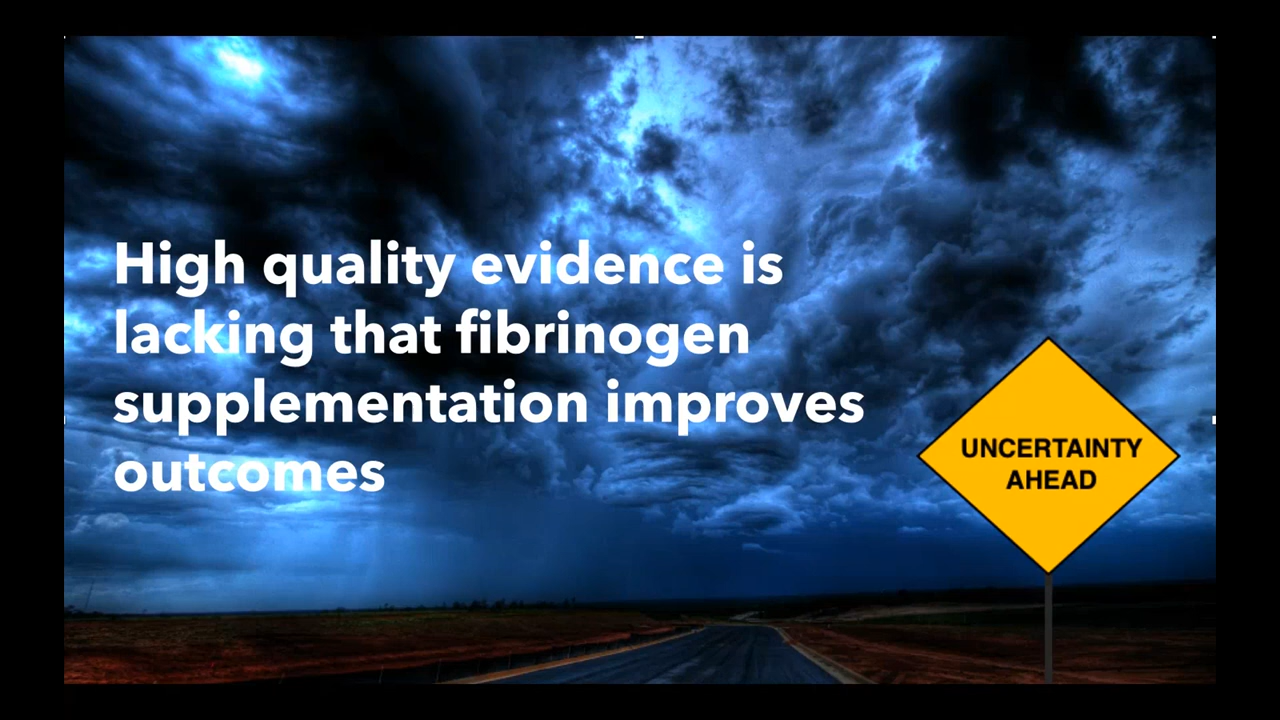 High quality evidence is
lacking that fibrinogen
supplementation improves
outcomes
UNCERTAINTY
AHEAD